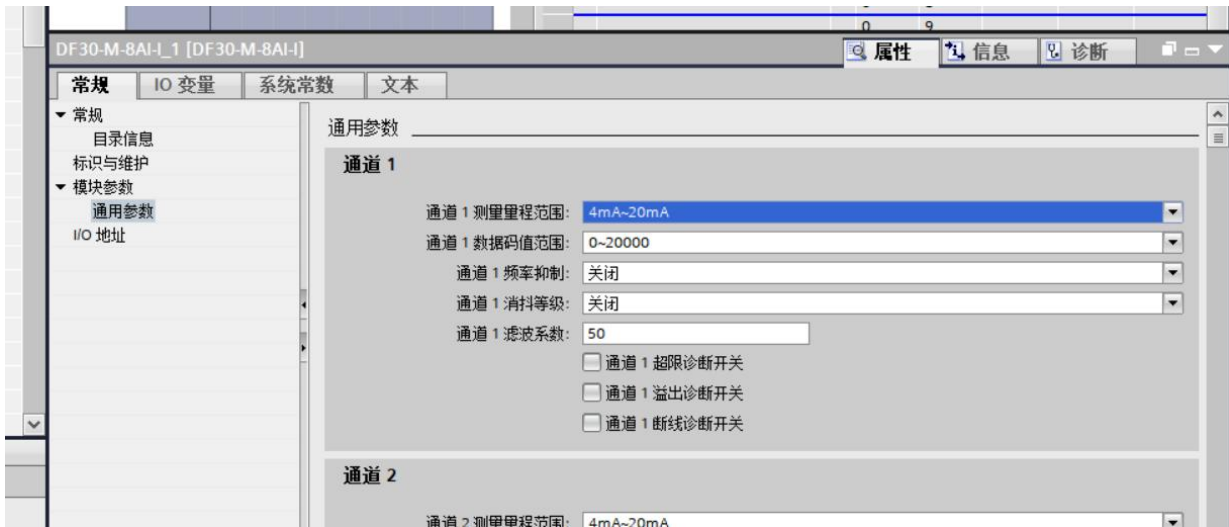 0 9
DF30-M-8AI-I_1 [DF30-M-8AI-I]
属性 信息 诊断
常规 IO 变量 系统常数 文本
常规
目录信息
标识与维护
模块参数
通用参数
I/O 地址
通用参数
通道 1
通道 1 测量量程范围: 4mA~20mA
通道 1 数据码值范围: 0~20000
通道 1 频率抑制: 关闭
通道 1 消抖等级: 关闭
通道 1 滤波系数: 50
通道 1 超限诊断开关
通道 1 溢出诊断开关
通道 1 断线诊断开关
通道 2
通道 2 测量量程范围: 4mA~20mA